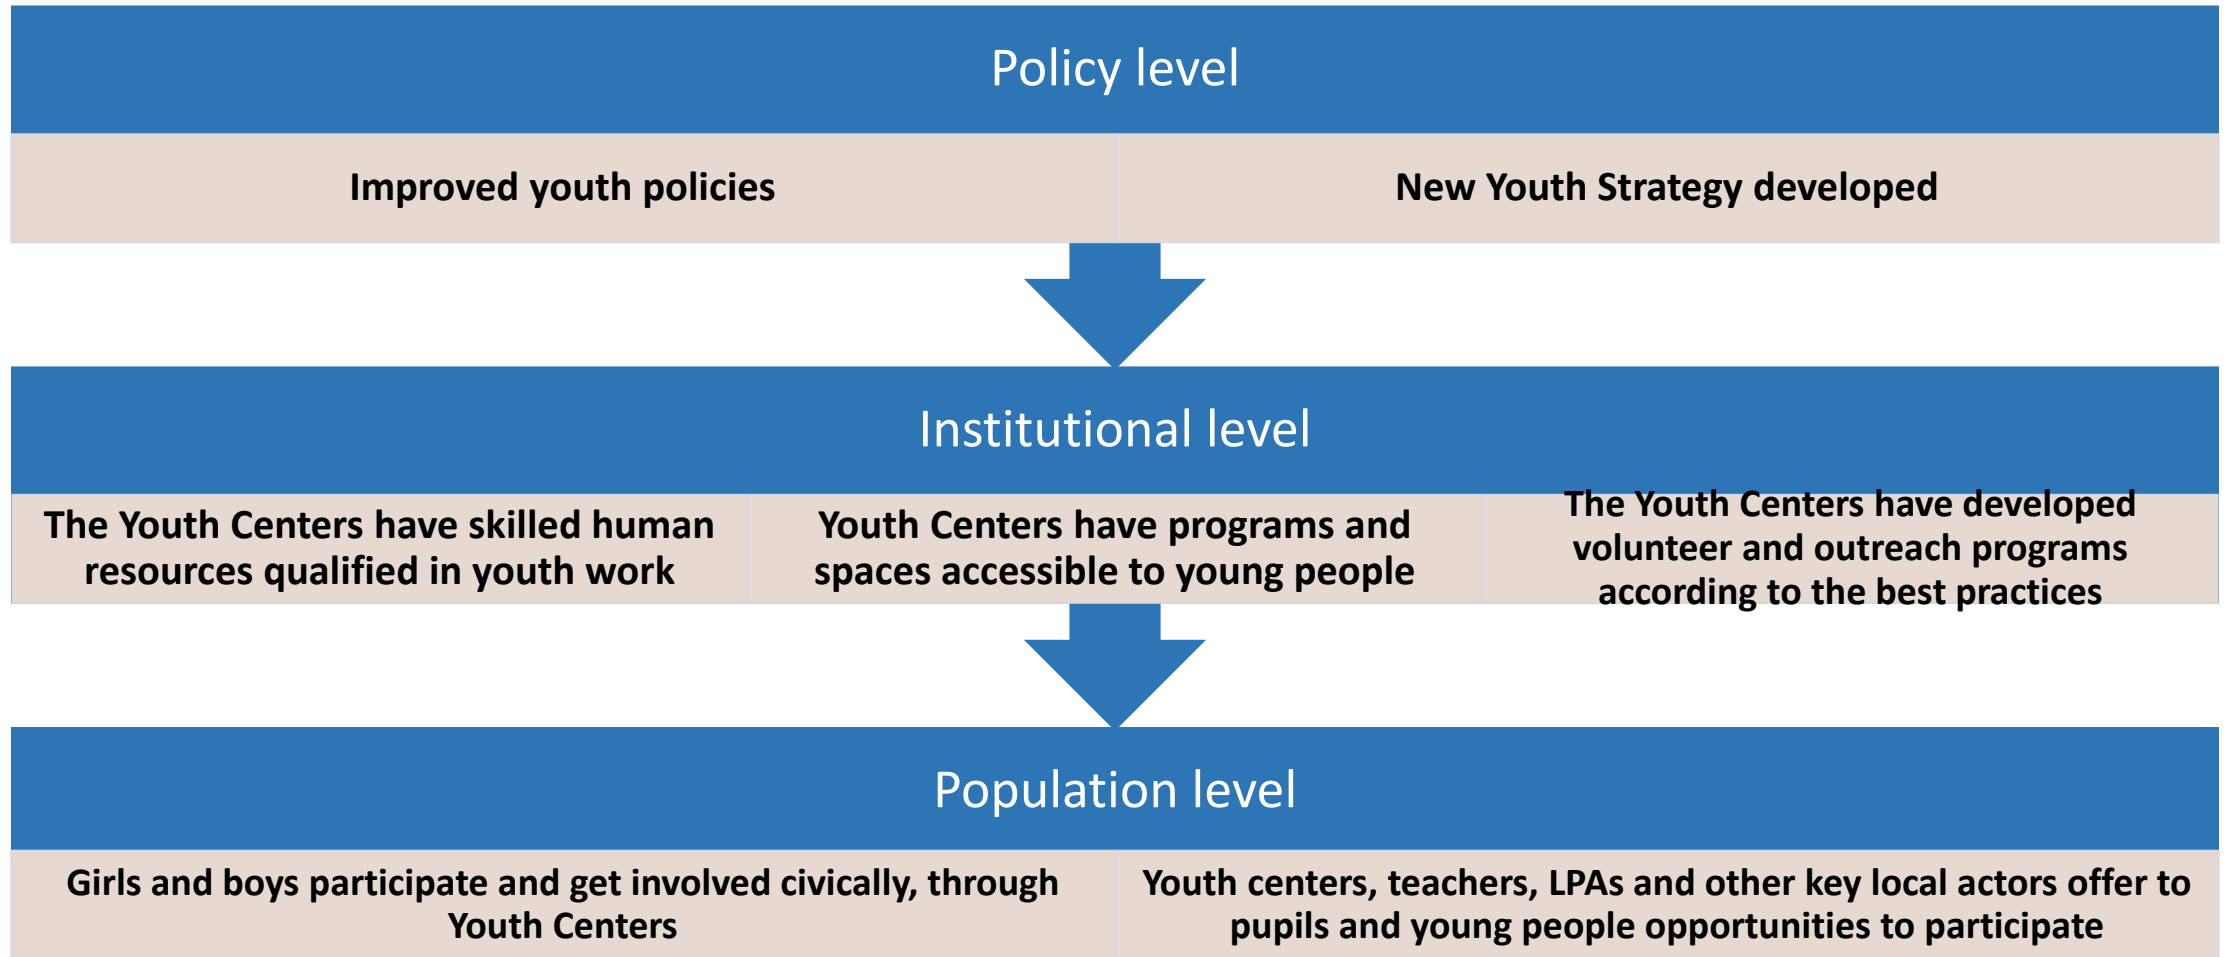 Policy level
Improved youth policies
New Youth Strategy developed
Institutional level
The Youth Centers have skilled human
resources qualified in youth work
Youth Centers have programs and
spaces accessible to young people
The Youth Centers have developed
volunteer and outreach programs
according to the best practices
Population level
Girls and boys participate and get involved civically, through
Youth Centers
Youth centers, teachers, LPAs and other key local actors offer to
pupils and young people opportunities to participate